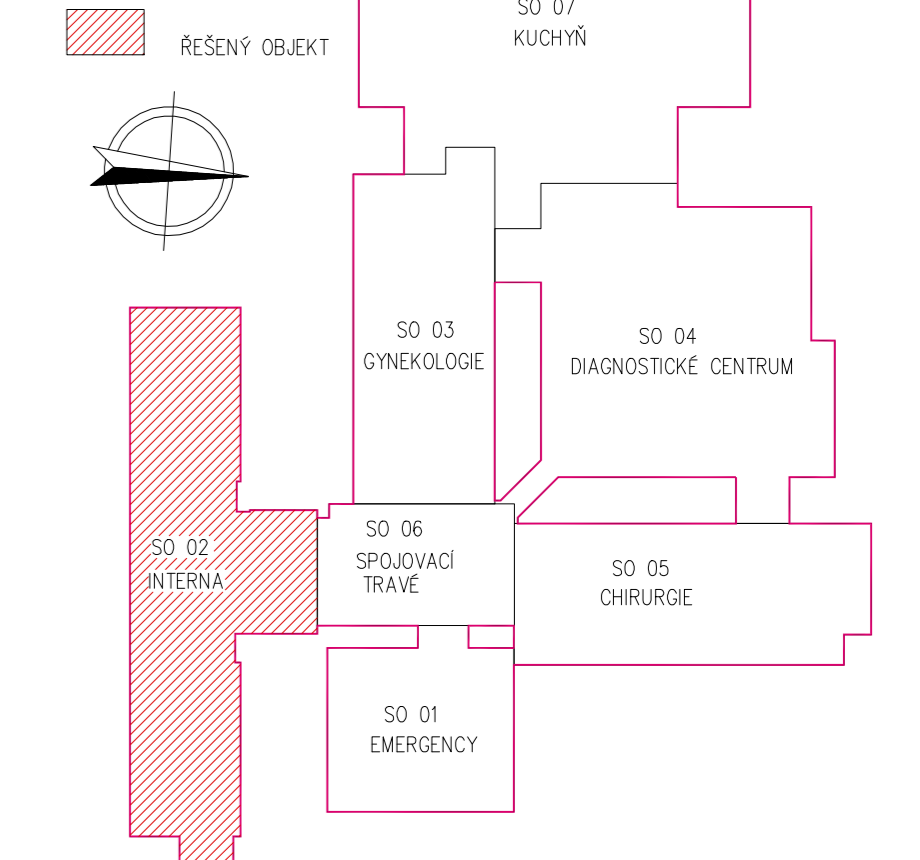 SO 07
KUCHYŇ
ŘEŠENÝ OBJEKT
SO 03
GYNEKOLOGIE
SO 04
DIAGNOSTICKÉ CENTRUM
SO 06
SPOJOVACÍ
TRAVÉ
SO 02
INTERNA
SO 05
CHIRURGIE
SO 01
EMERGENCY